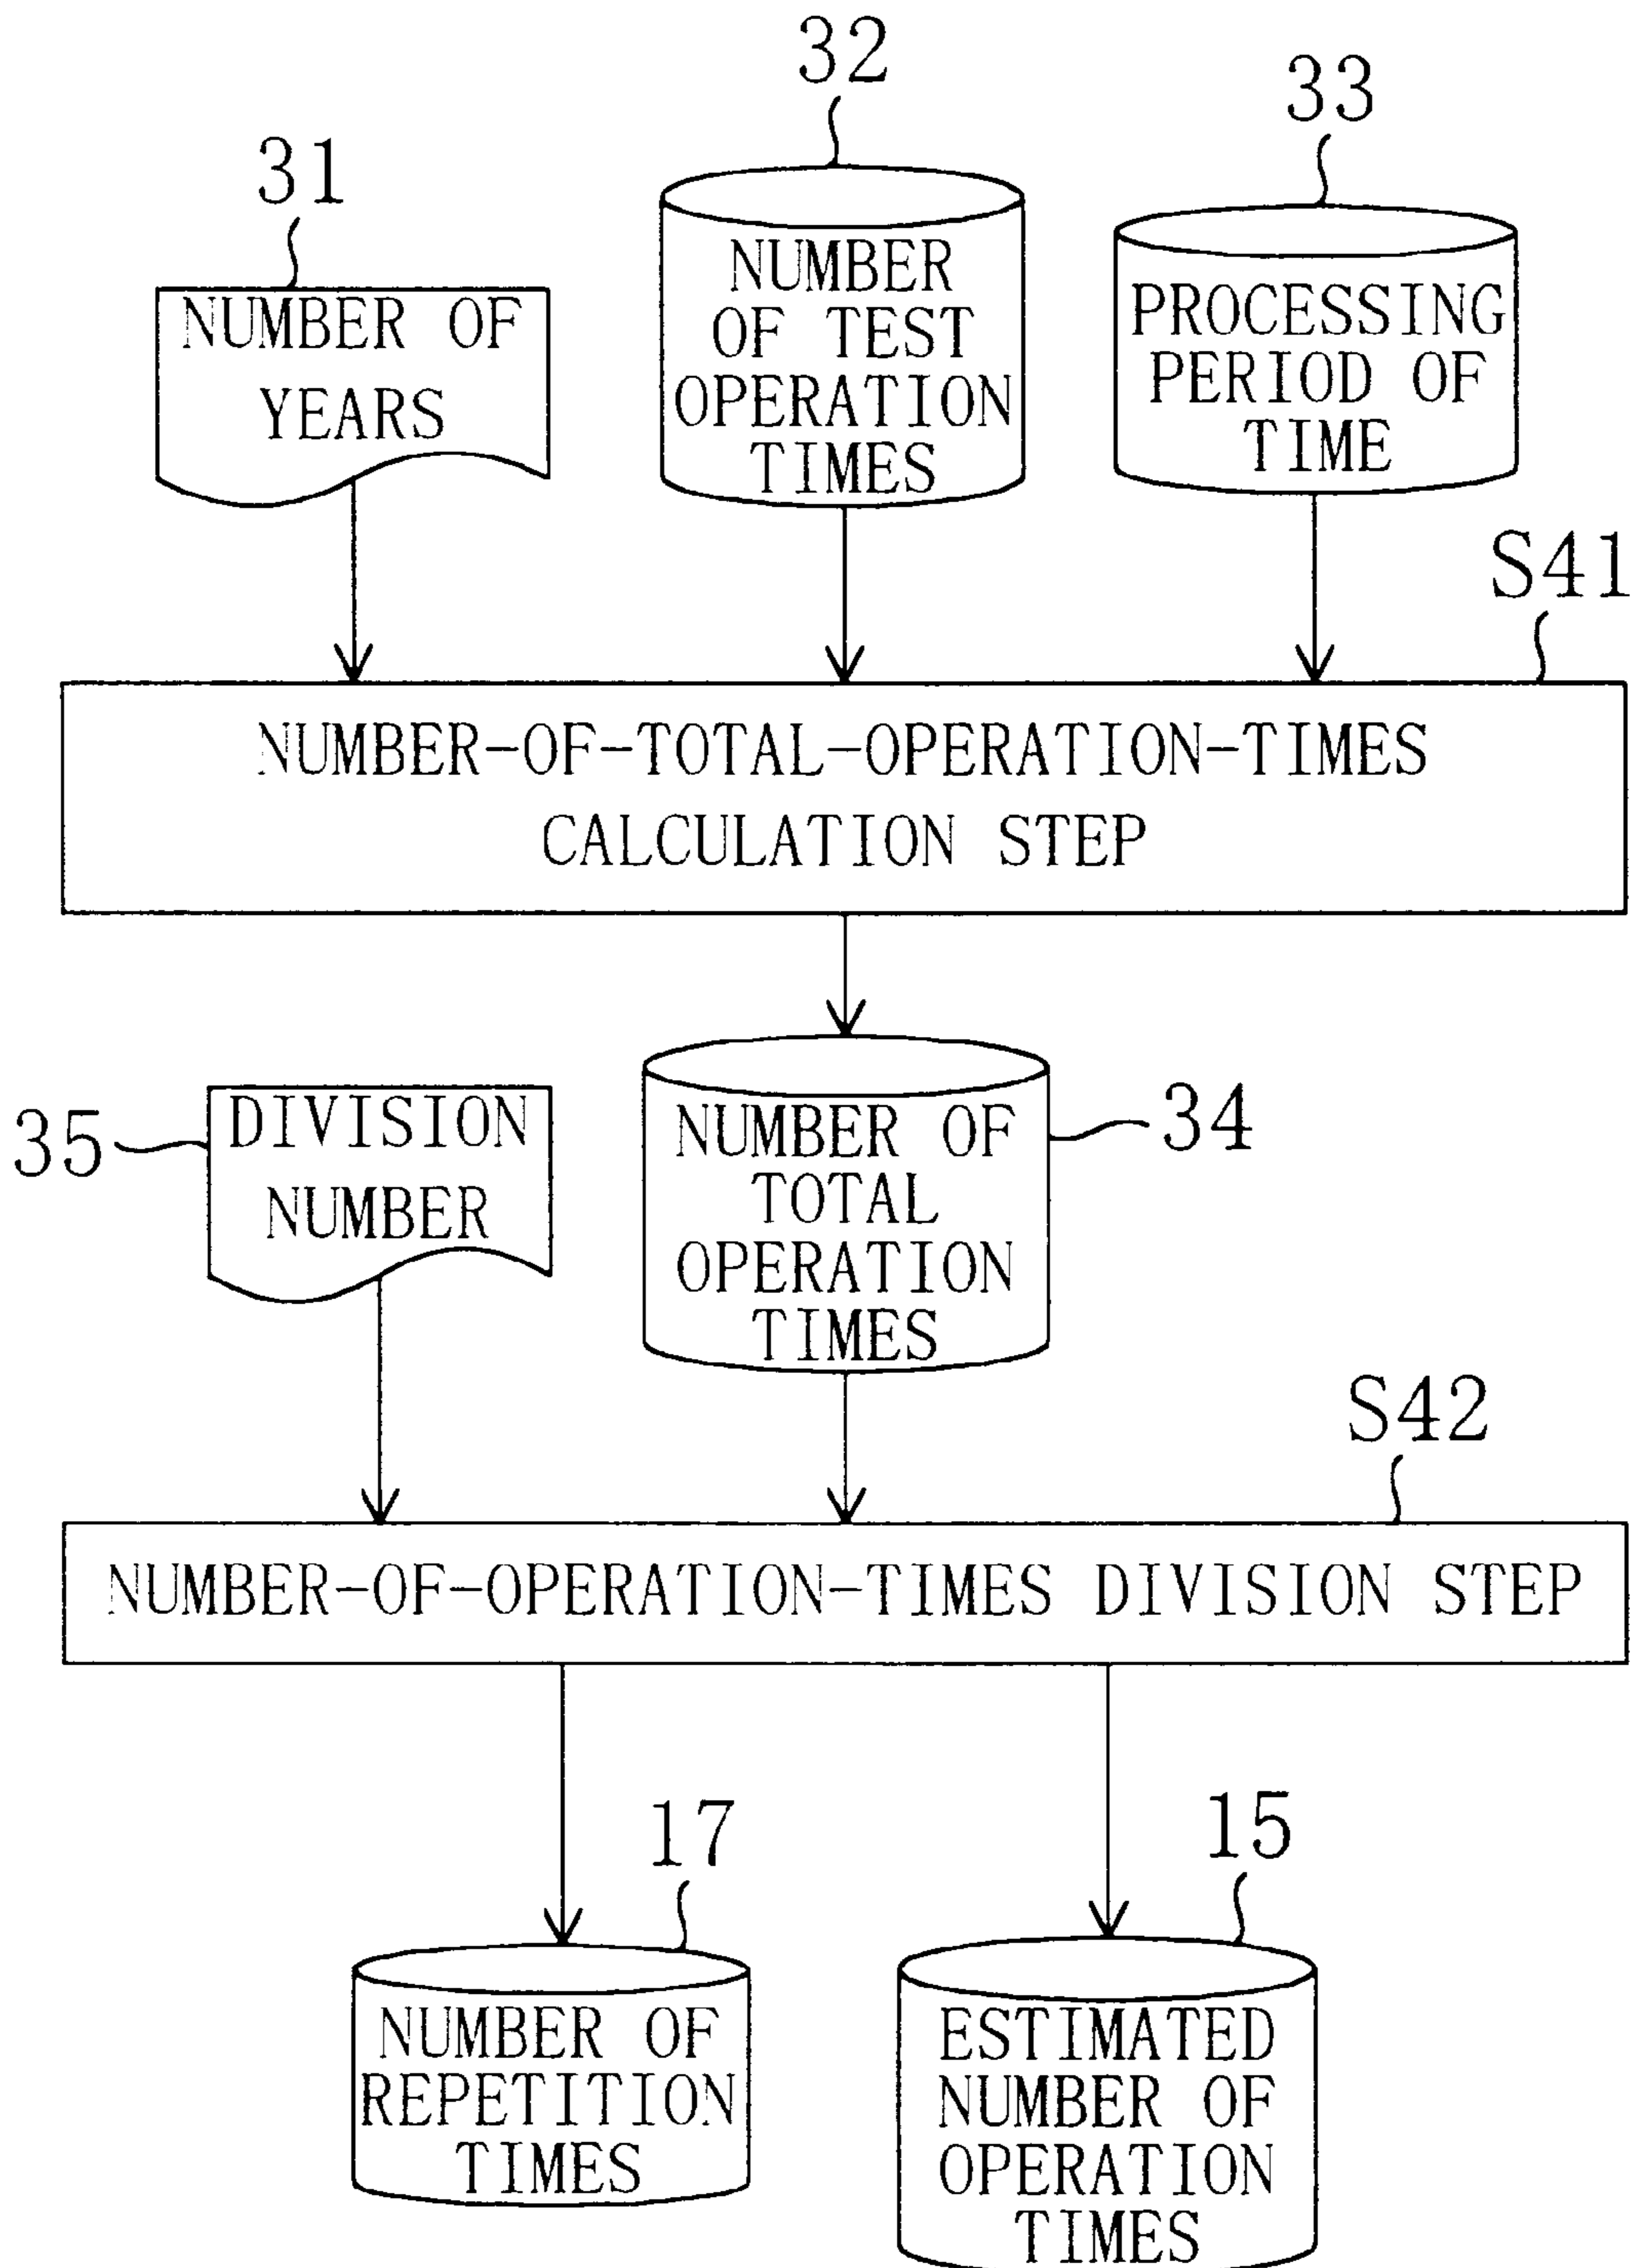 32
33
31
NUMBER OF
YEARS
NUMBER
OF TEST
OPERATION
TIMES
PROCESSING
PERIOD OF
TIME
S41
NUMBER-OF-TOTAL-OPERATION-TIMES
CALCULATION STEP
35
DIVISION
NUMBER
NUMBER OF
TOTAL
OPERATION
TIMES
34
S42
NUMBER-OF-OPERATION-TIMES DIVISION STEP
17
15
NUMBER OF
REPETITION
TIMES
ESTIMATED
NUMBER OF
OPERATION
TIMES